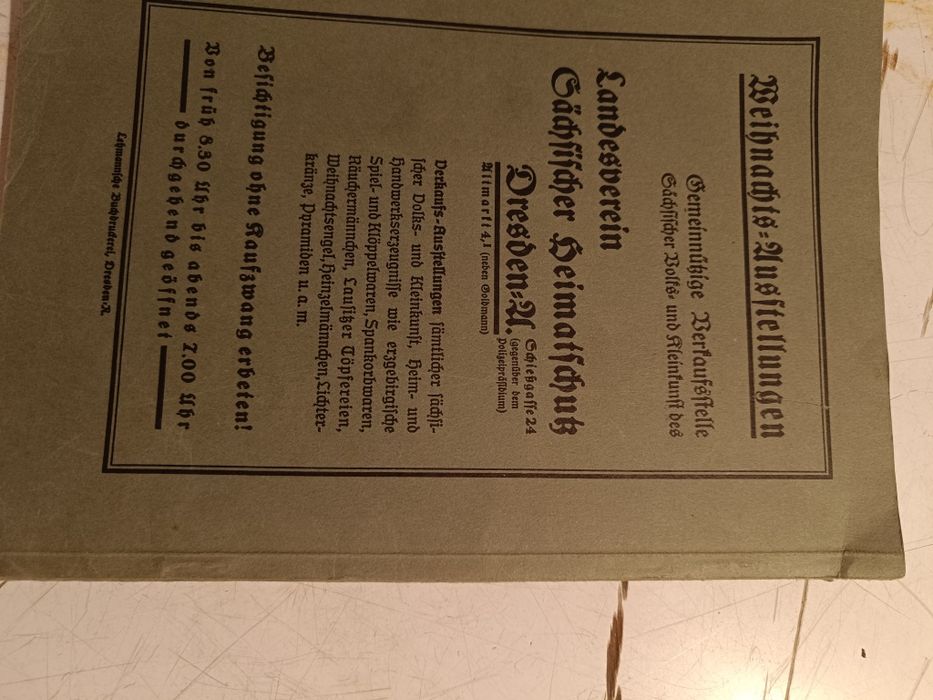 Weihnachts-Ausstellungen
Gemeinnützige Verkaufsstelle
Sächsischer Volks- und Kleinkunst des
Landesverein
Sächsischer Heimatschutz
Dresden-A. Schießgasse 24
(gegenüber dem
Polizeipräsidium)
Altmarkt 4, I (neben Goldmann)
Verkaufs-Ausstellungen sämtlicher sächsi-
scher Volks- und Kleinkunst, Heim- und
Handwerkserzeugnisse wie erzgebirgische
Spiel- und Klöppelwaren, Spankorbwaren,
Räuchermännchen, Lausitzer Töpfereien,
Weihnachtsengel, Heinzelmännchen, Lichter-
kränze, Pyramiden u. a. m.
Besichtigung ohne Kaufzwang erbeten!
Von früh 8.30 Uhr bis abends 7.00 Uhr
durchgehend geöffnet
Lehmannsche Buchdruckerei, Dresden-N.